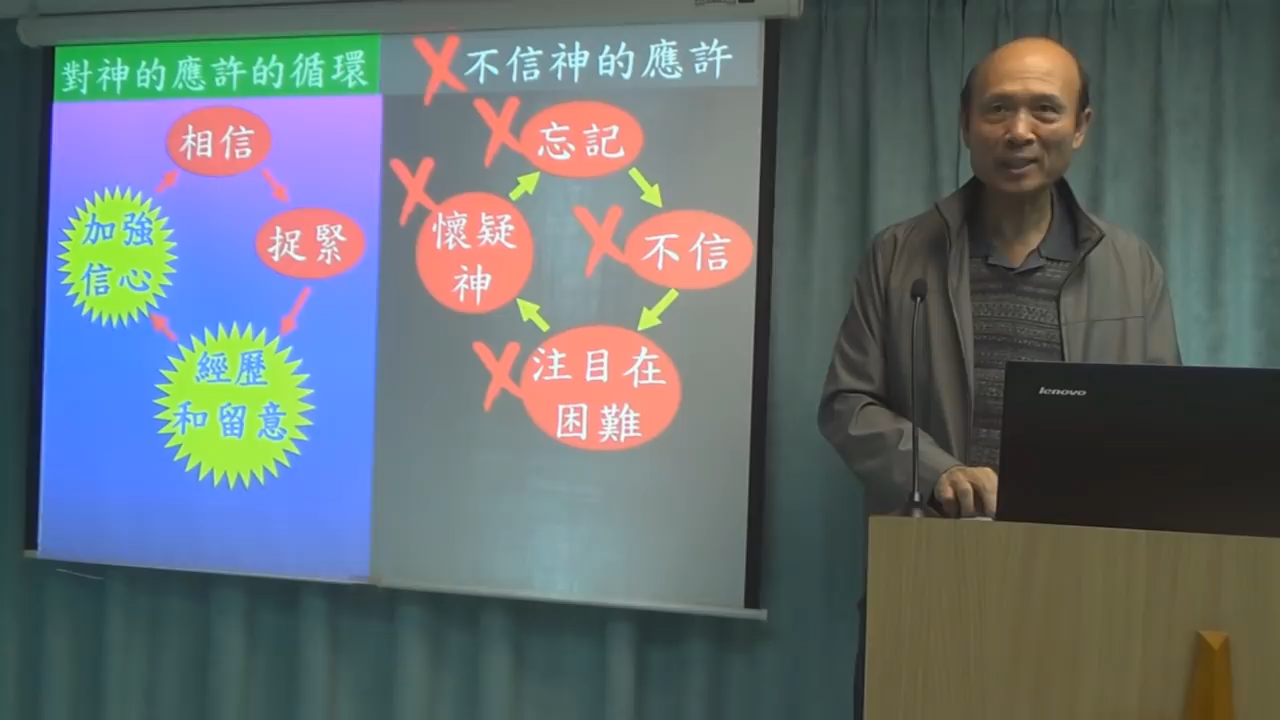 對神的應許的循環
相信
捉緊
經歷
和留意
加強
信心
不信神的應許
忘記
不信
注目在
困難
懷疑
神
lenovo